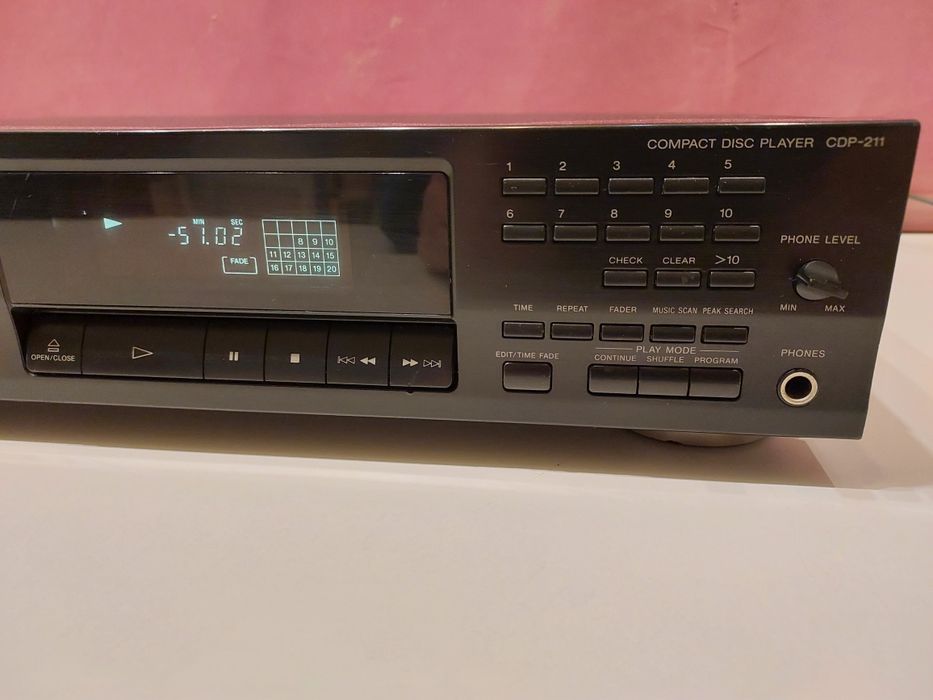 COMPACT DISC PLAYER CDP-211
1 2 3 4 5
6 7 8 9 10
CHECK CLEAR >10
PHONE LEVEL
MIN MAX
TIME REPEAT FADER MUSIC SCAN PEAK SEARCH
EDIT/TIME FADE
PLAY MODE
CONTINUE SHUFFLE PROGRAM
PHONES
MIN SEC
-57.02
FADE
8 9 10
11 12 13 14 15
16 17 18 19 20
OPEN/CLOSE